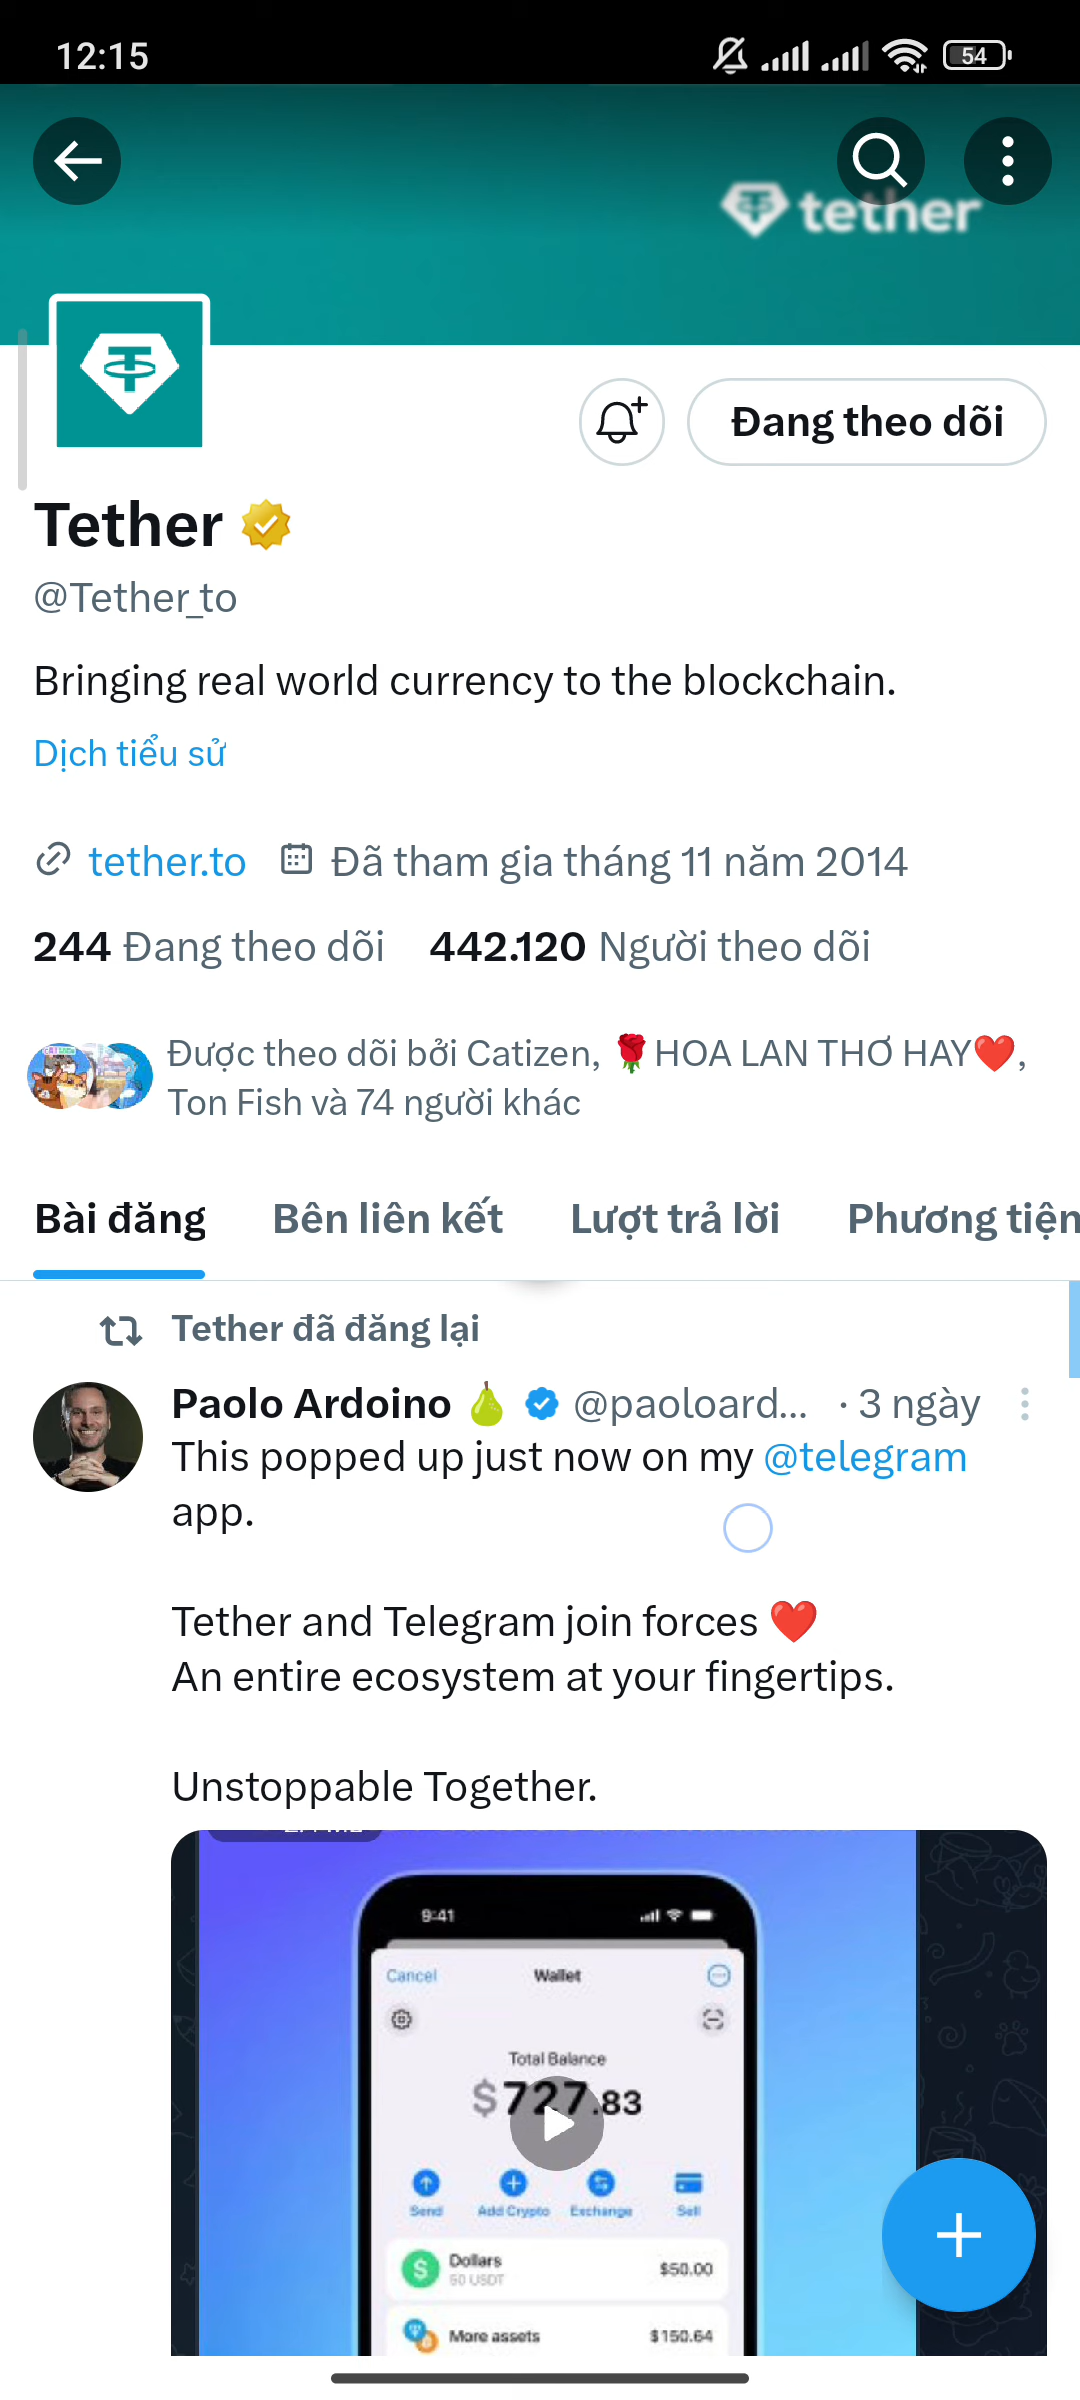 12:15
54
tether
Đang theo dõi
Tether
@Tether_to
Bringing real world currency to the blockchain.
Dịch tiểu sử
tether.to Đã tham gia tháng 11 năm 2014
244 Đang theo dõi 442.120 Người theo dõi
Được theo dõi bởi Catizen, 🌹HOA LAN THƠ HAY❤️,
Ton Fish và 74 người khác
Bài đăng Bên liên kết Lượt trả lời Phương tiện
Tether đã đăng lại
Paolo Ardoino 🍐 @paoloard... · 3 ngày
This popped up just now on my @telegram
app.
Tether and Telegram join forces ❤️
An entire ecosystem at your fingertips.
Unstoppable Together.
9:41
Cancel Wallet
Total Balance
$727.83
Send Add Crypto Exchange Sell
Dollars $50.00
50 USDT
More assets $150.64